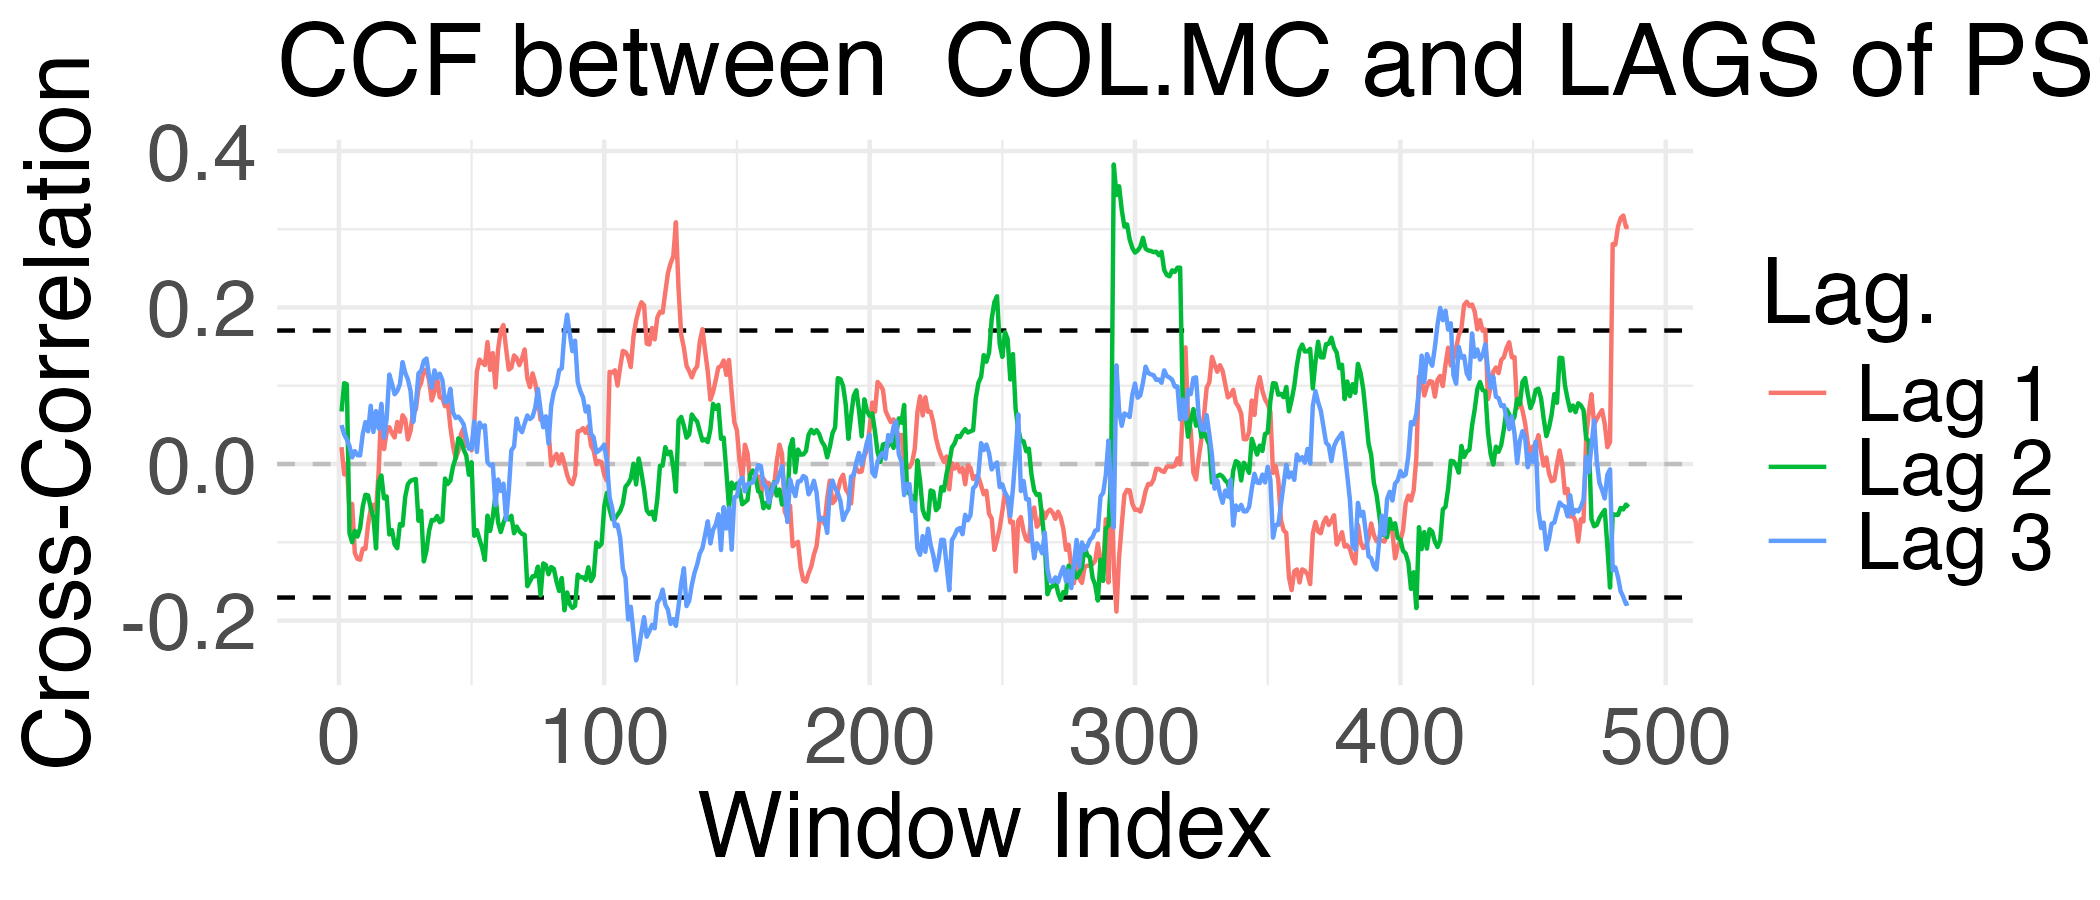 CCF between  COL.MC and LAGS of PS
Cross-Correlation
0.4
0.2
0.0
-0.2
0 100 200 300 400 500
Window Index
Lag.
Lag 1
Lag 2
Lag 3